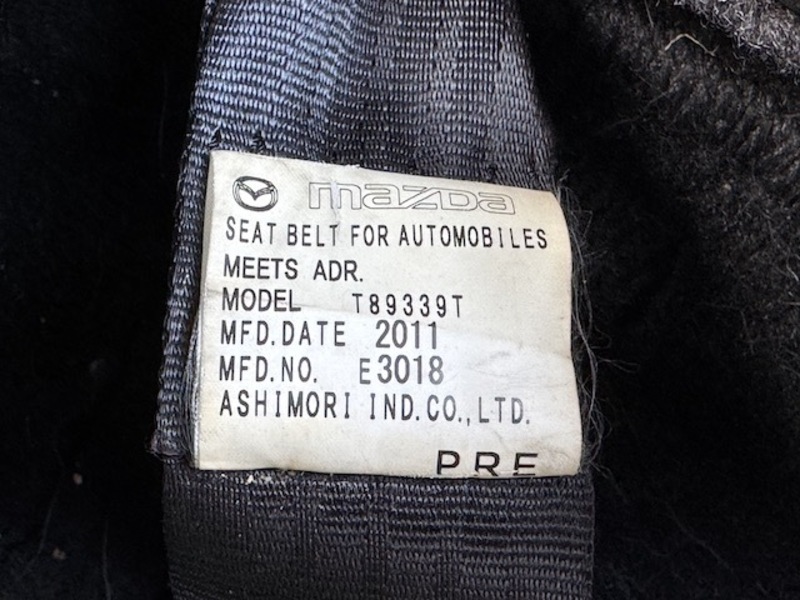 mazda
SEAT BELT FOR AUTOMOBILES
MEETS ADR.
MODEL T89339T
MFD.DATE 2011
MFD.NO. E3018
ASHIMORI IND.CO.,LTD.
PRE